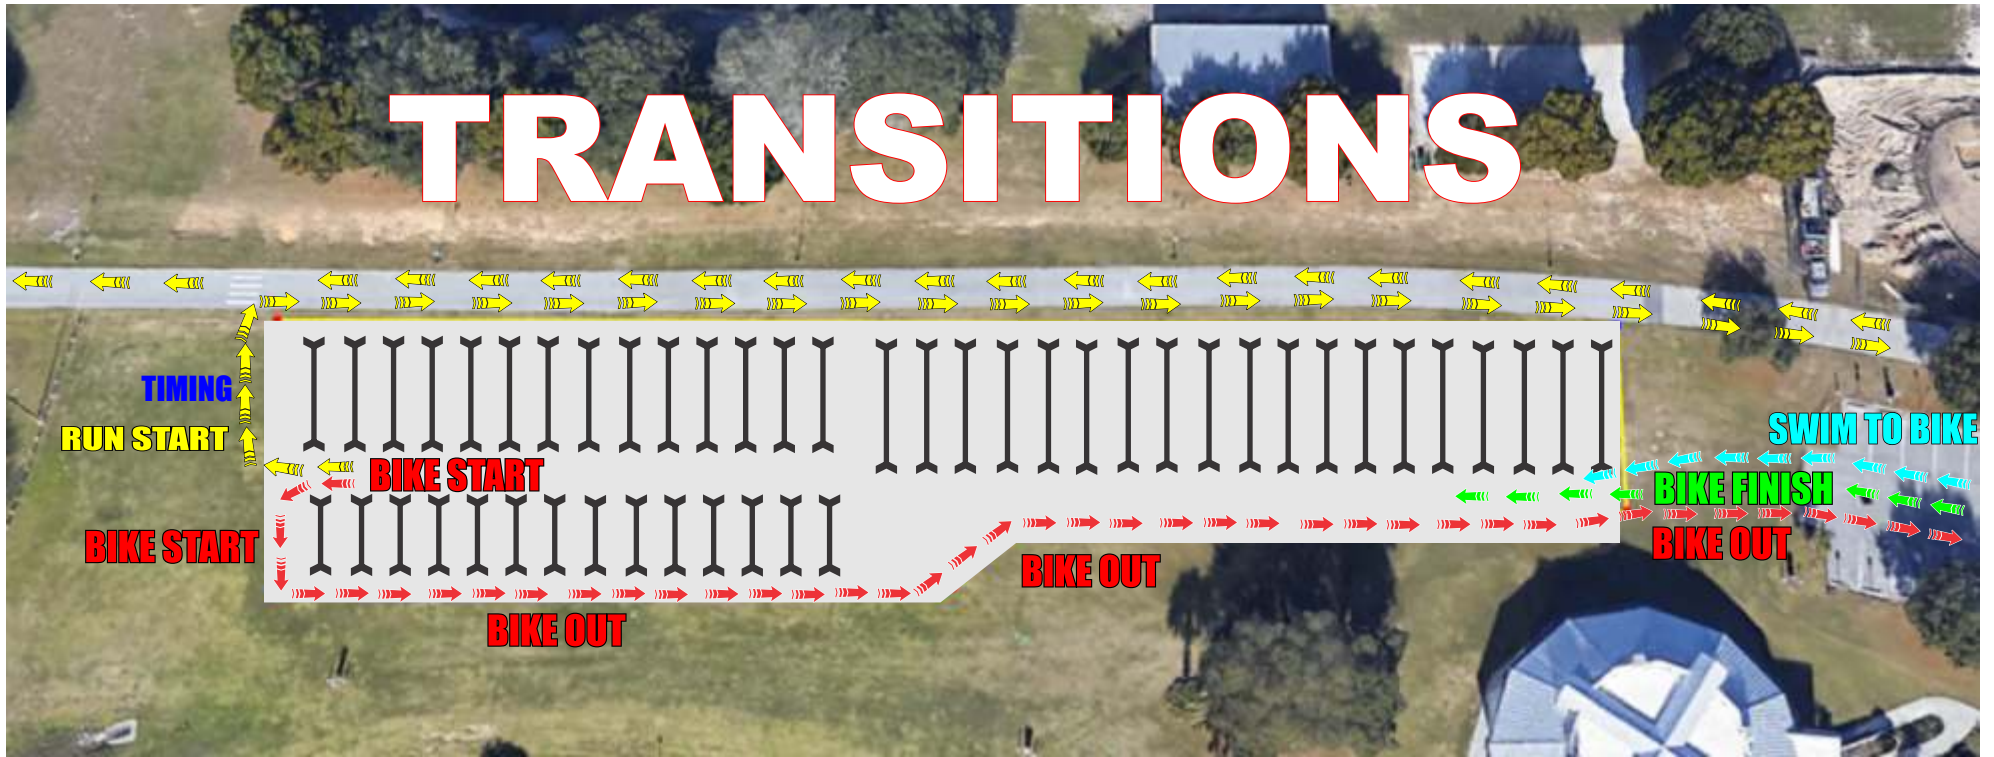 TRANSITIONS
TIMING
RUN START
SWIM TO BIKE
BIKE START
BIKE FINISH
BIKE START
BIKE OUT
BIKE OUT
BIKE OUT